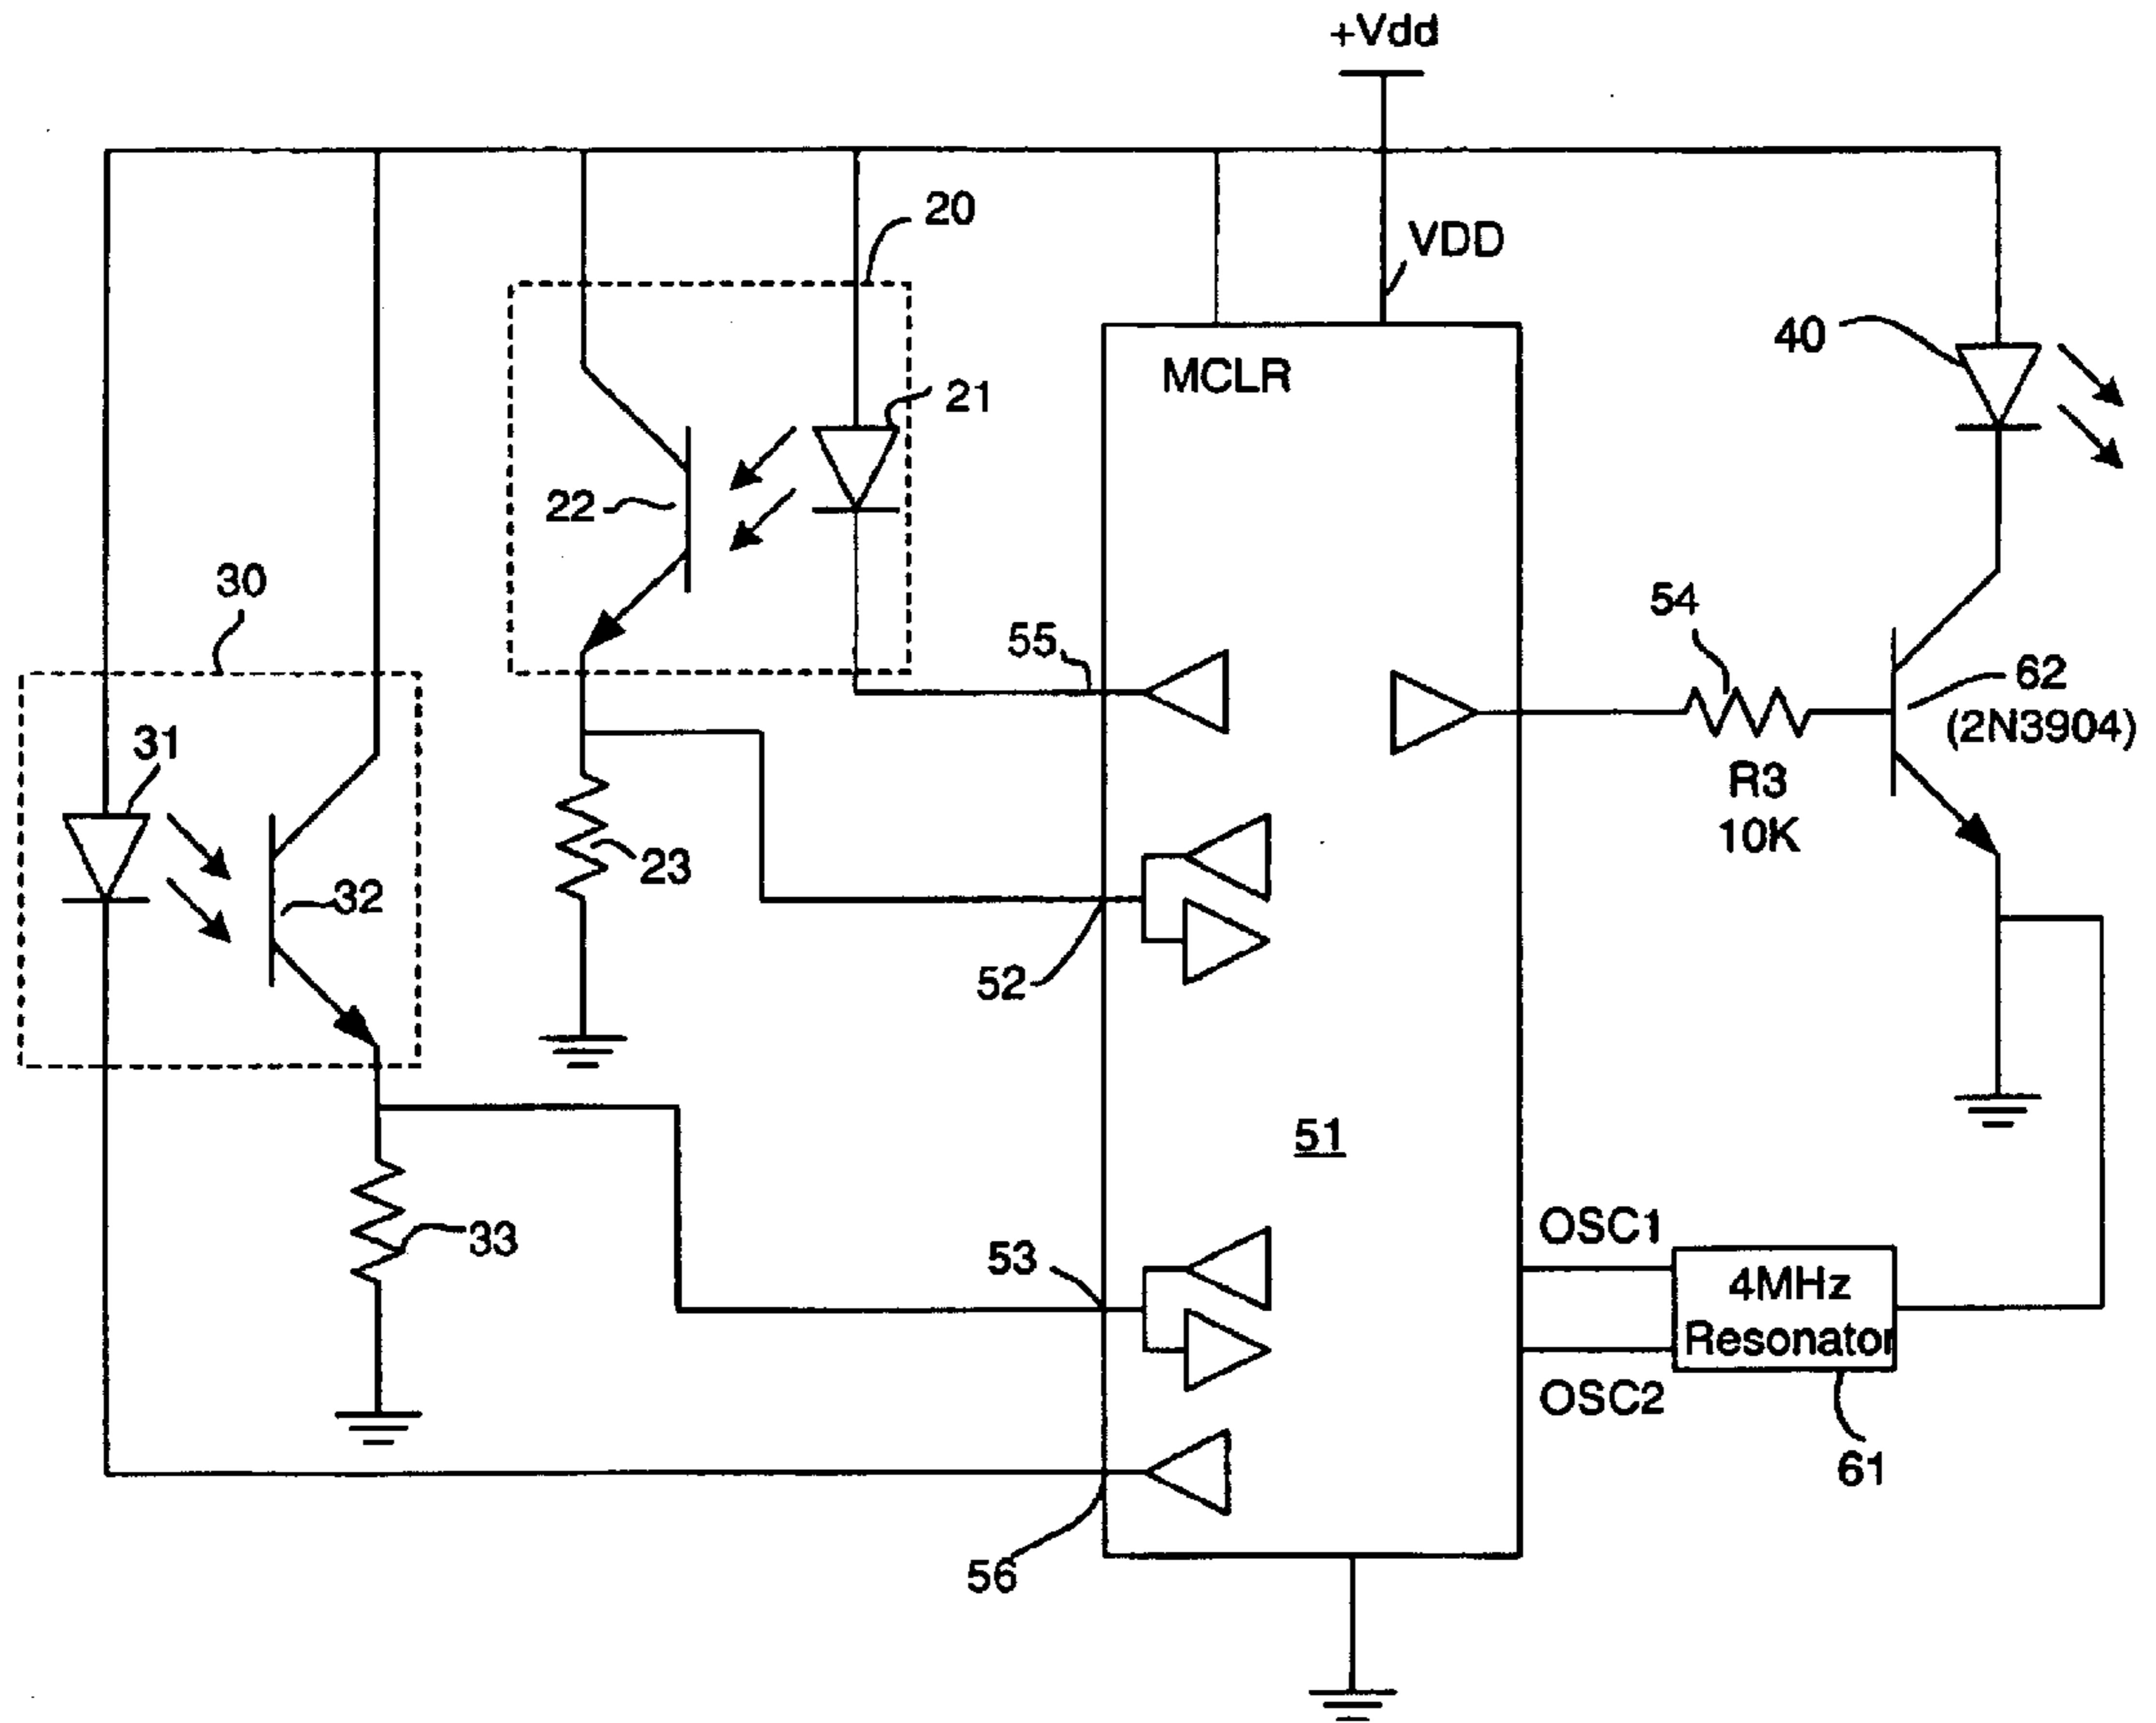 +Vdd
20
VDD
40
MCLR
21
22
30
54
55
62
(2N3904)
31
R3
10K
23
32
52
51
OSC1
33
53
4MHz
Resonator
OSC2
61
56